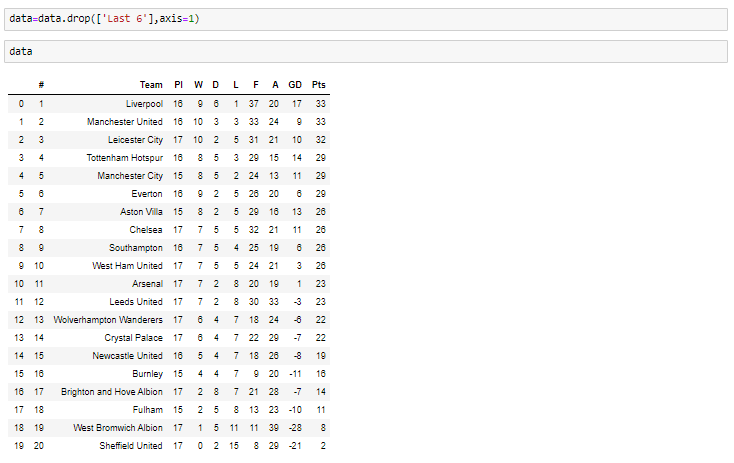 data=data.drop(['Last 6'],axis=1)
data
# Team Pl W D L F A GD Pts
0 1 Liverpool 16 9 6 1 37 20 17 33
1 2 Manchester United 16 10 3 3 33 24 9 33
2 3 Leicester City 17 10 2 5 31 21 10 32
3 4 Tottenham Hotspur 16 8 5 3 29 15 14 29
4 5 Manchester City 15 8 5 2 24 13 11 29
5 6 Everton 16 9 2 5 26 20 6 29
6 7 Aston Villa 15 8 2 5 29 16 13 26
7 8 Chelsea 17 7 5 5 32 21 11 26
8 9 Southampton 16 7 5 4 25 19 6 26
9 10 West Ham United 17 7 5 5 24 21 3 26
10 11 Arsenal 17 7 2 8 20 19 1 23
11 12 Leeds United 17 7 2 8 30 33 -3 23
12 13 Wolverhampton Wanderers 17 6 4 7 18 24 -6 22
13 14 Crystal Palace 17 6 4 7 22 29 -7 22
14 15 Newcastle United 16 5 4 7 18 26 -8 19
15 16 Burnley 15 4 4 7 9 20 -11 16
16 17 Brighton and Hove Albion 17 2 8 7 21 28 -7 14
17 18 Fulham 15 2 5 8 13 23 -10 11
18 19 West Bromwich Albion 17 1 5 11 11 39 -28 8
19 20 Sheffield United 17 0 2 15 8 29 -21 2